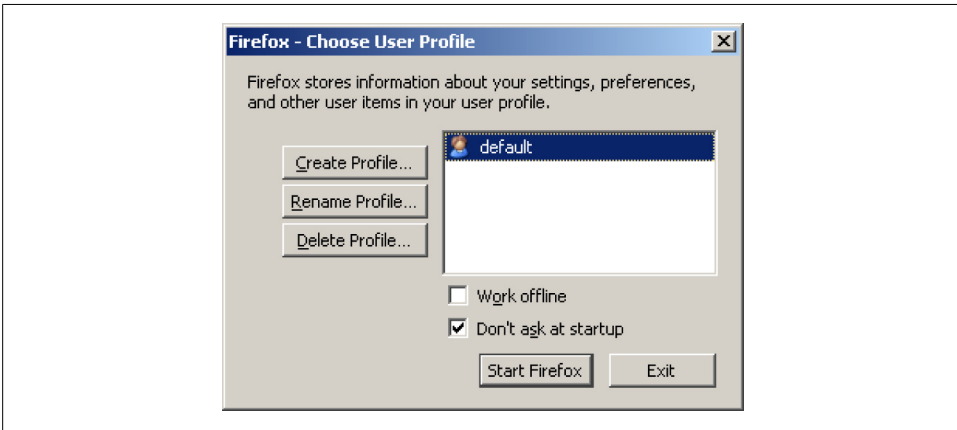 Firefox - Choose User Profile
Firefox stores information about your settings, preferences,
and other user items in your user profile.
default
Create Profile...
Rename Profile...
Delete Profile...
Work offline
Don't ask at startup
Start Firefox
Exit